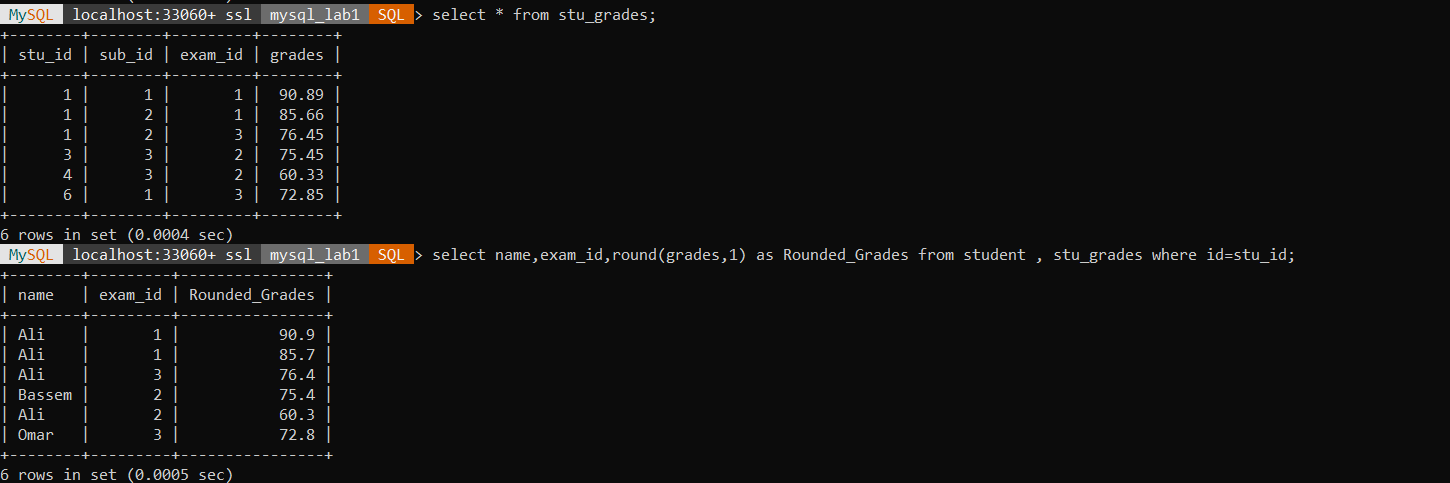 MySQL localhost:33060+ ssl mysql_lab1 SQL > select * from stu_grades;
+--------+--------+---------+--------+
| stu_id | sub_id | exam_id | grades |
+--------+--------+---------+--------+
|      1 |      1 |       1 |  90.89 |
|      1 |      2 |       1 |  85.66 |
|      1 |      2 |       3 |  76.45 |
|      3 |      3 |       2 |  75.45 |
|      4 |      3 |       2 |  60.33 |
|      6 |      1 |       3 |  72.85 |
+--------+--------+---------+--------+
6 rows in set (0.0004 sec)
MySQL localhost:33060+ ssl mysql_lab1 SQL > select name,exam_id,round(grades,1) as Rounded_Grades from student , stu_grades where id=stu_id;
+--------+---------+----------------+
| name   | exam_id | Rounded_Grades |
+--------+---------+----------------+
| Ali    |       1 |           90.9 |
| Ali    |       1 |           85.7 |
| Ali    |       3 |           76.4 |
| Bassem |       2 |           75.4 |
| Ali    |       2 |           60.3 |
| Omar   |       3 |           72.8 |
+--------+---------+----------------+
6 rows in set (0.0005 sec)